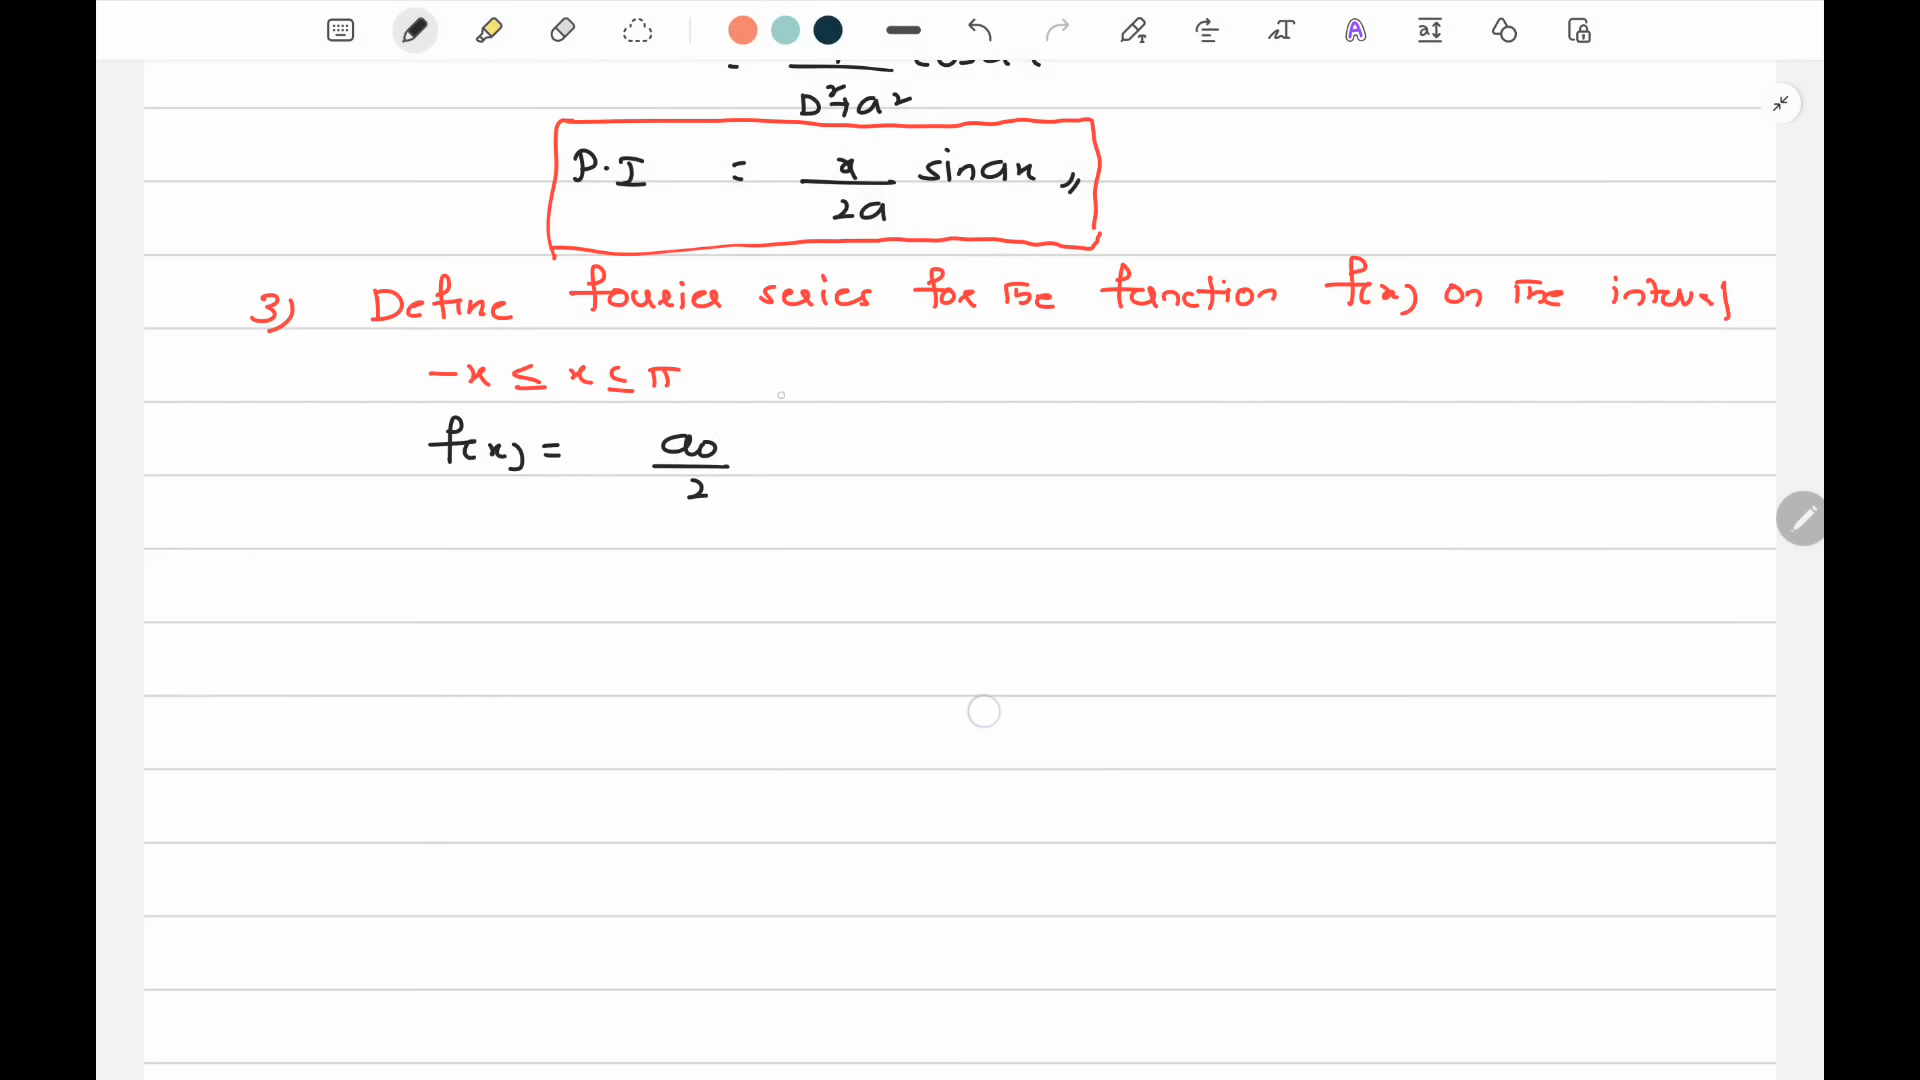 D²+a²
P.I = x/2a sinax,,
3) Define fourier series for the function f(x) on the interval
-x ≤ x ≤ π
f(x) = a0/2